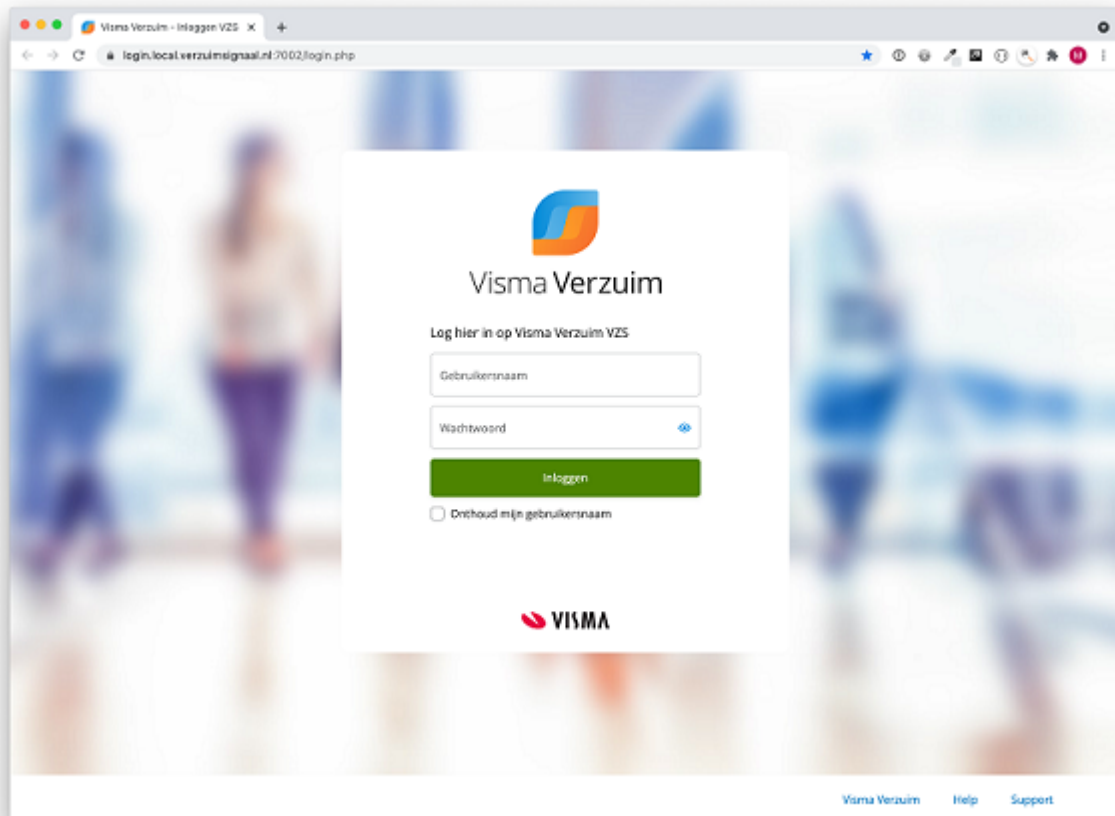 Visma Verzuim - Inloggen VZS
login.local.verzuimsignaal.nl:7002/login.php
Visma Verzuim
Log hier in op Visma Verzuim VZS
Gebruikersnaam
Wachtwoord
Inloggen
Onthoud mijn gebruikersnaam
VISMA
Visma Verzuim Help Support